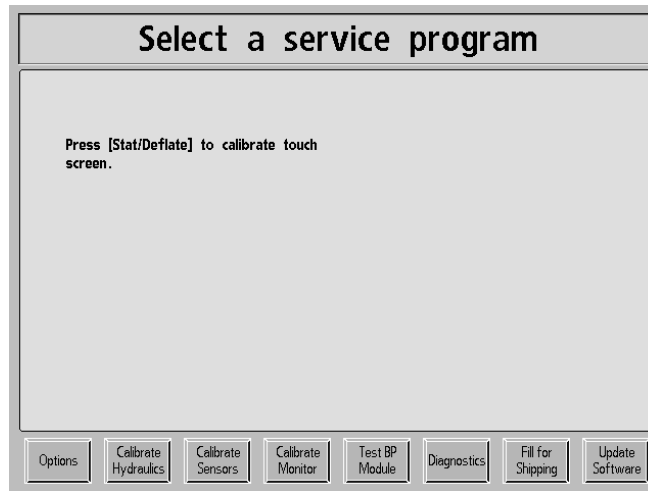 Select a service program
Press [Stat/Deflate] to calibrate touch
screen.
Options
Calibrate
Hydraulics
Calibrate
Sensors
Calibrate
Monitor
Test BP
Module
Diagnostics
Fill for
Shipping
Update
Software